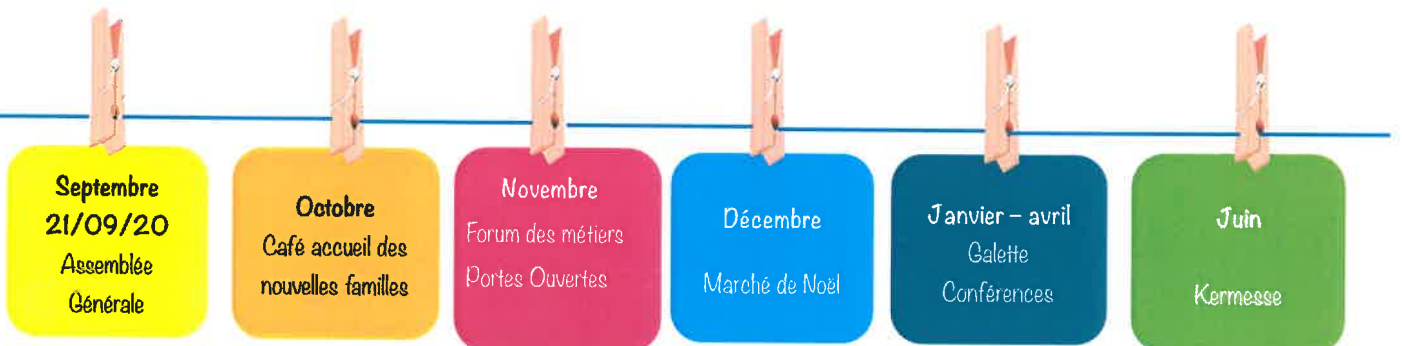 Septembre
21/09/20
Assemblée
Générale
Octobre
Café accueil des
nouvelles familles
Novembre
Forum des métiers
Portes Ouvertes
Décembre
Marché de Noël
Janvier – avril
Galette
Conférences
Juin
Kermesse